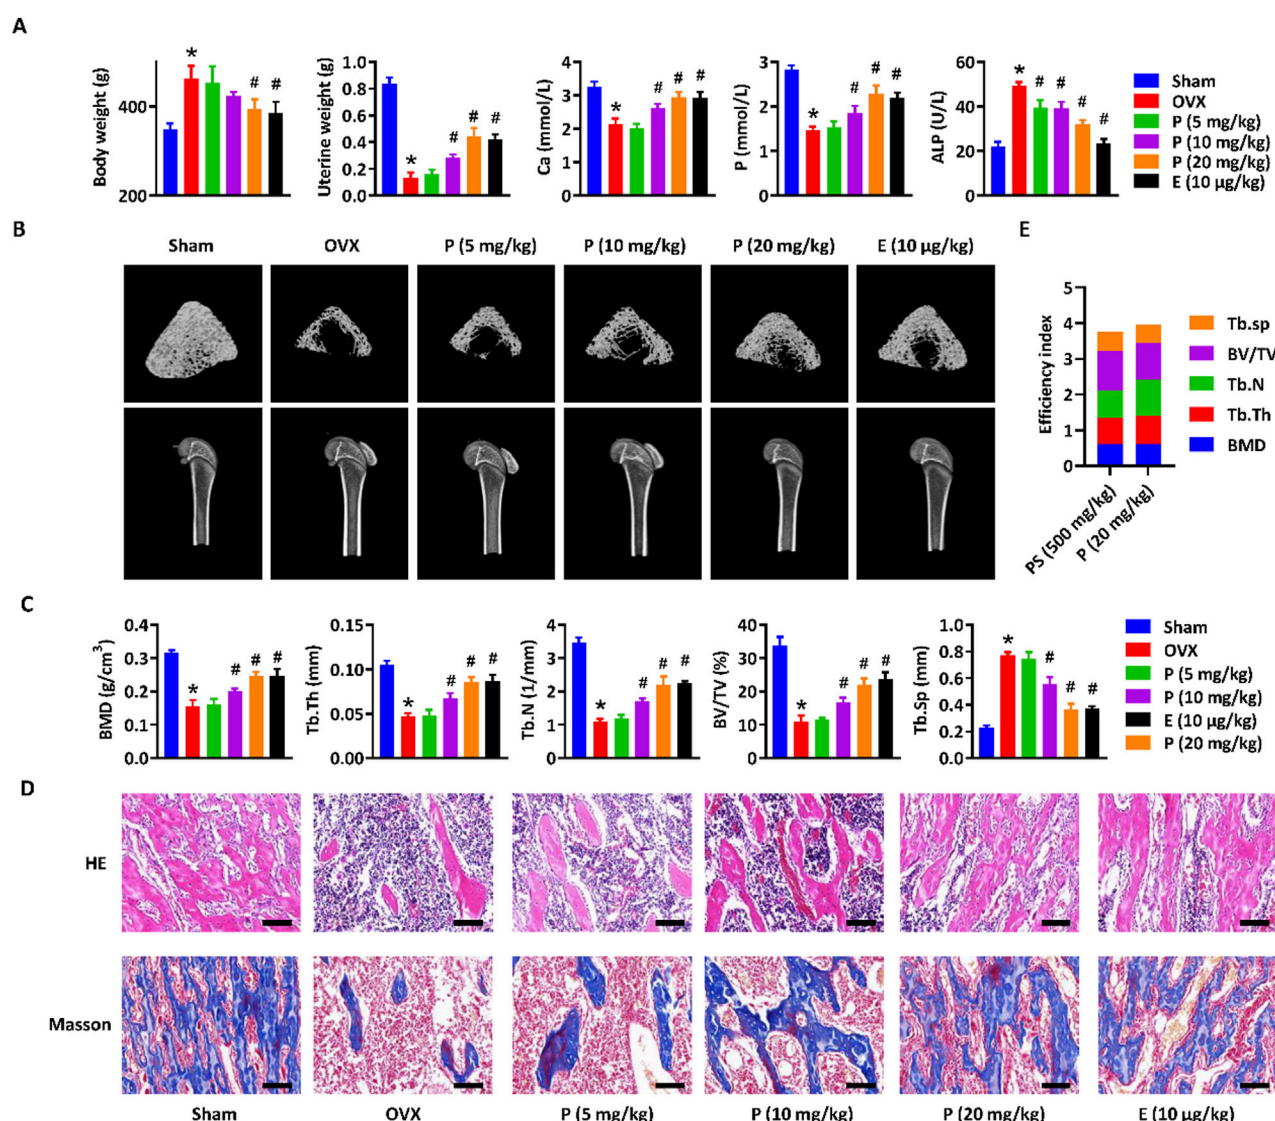 A
Body weight (g)
400
200
*
#
#
Uterine weight (g)
1.0
0.8
0.6
0.4
0.2
0.0
*
#
#
#
Ca (mmol/L)
4
3
2
1
0
*
#
#
#
P (mmol/L)
3
2
1
0
*
#
#
#
ALP (U/L)
60
40
20
0
*
#
#
#
#
Sham
OVX
P (5 mg/kg)
P (10 mg/kg)
P (20 mg/kg)
E (10 µg/kg)
B
Sham
OVX
P (5 mg/kg)
P (10 mg/kg)
P (20 mg/kg)
E (10 µg/kg)
E
Efficiency index
5
4
3
2
1
0
PS (500 mg/kg)
P (20 mg/kg)
Tb.sp
BV/TV
Tb.N
Tb.Th
BMD
C
BMD (g/cm³)
0.4
0.3
0.2
0.1
0.0
*
#
#
#
Tb.Th (mm)
0.15
0.10
0.05
0.00
*
#
#
#
Tb.N (1/mm)
4
3
2
1
0
*
#
#
#
BV/TV (%)
40
30
20
10
0
*
#
#
#
Tb.Sp (mm)
0.8
0.6
0.4
0.2
0.0
*
#
#
#
Sham
OVX
P (5 mg/kg)
P (10 mg/kg)
E (10 µg/kg)
P (20 mg/kg)
D
HE
Masson
Sham
OVX
P (5 mg/kg)
P (10 mg/kg)
P (20 mg/kg)
E (10 µg/kg)